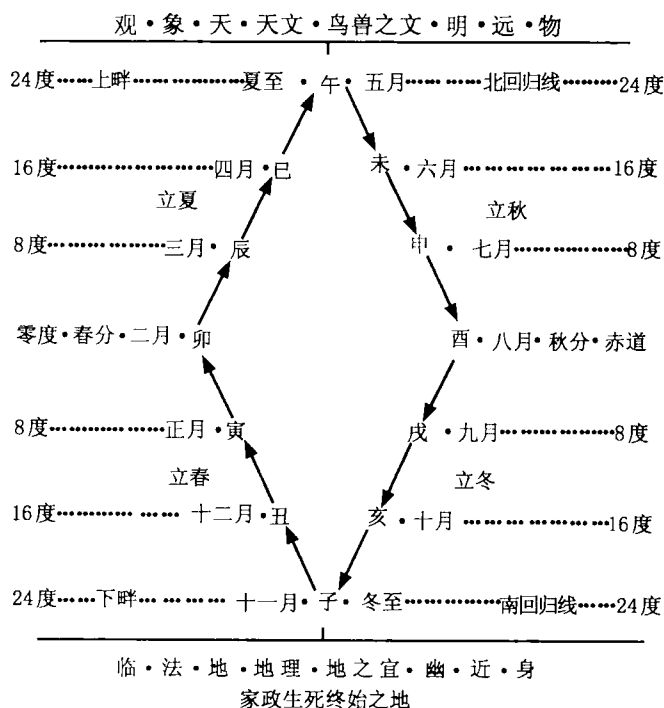 观·象·天·天文·鸟兽之文·明·远·物
24度……上畔…………夏至·午·五月……北回归线……24度
16度…………四月·巳 未·六月…………16度
立夏 立秋
8度…………三月·辰 申·七月…………8度
零度·春分·二月·卯 酉·八月·秋分·赤道
8度…………正月·寅 戌·九月…………8度
立春 立冬
16度…………十二月·丑 亥·十月…………16度
24度……下畔………十一月·子·冬至…………南回归线……24度
临·法·地·地理·地之宜·幽·近·身
家政生死终始之地